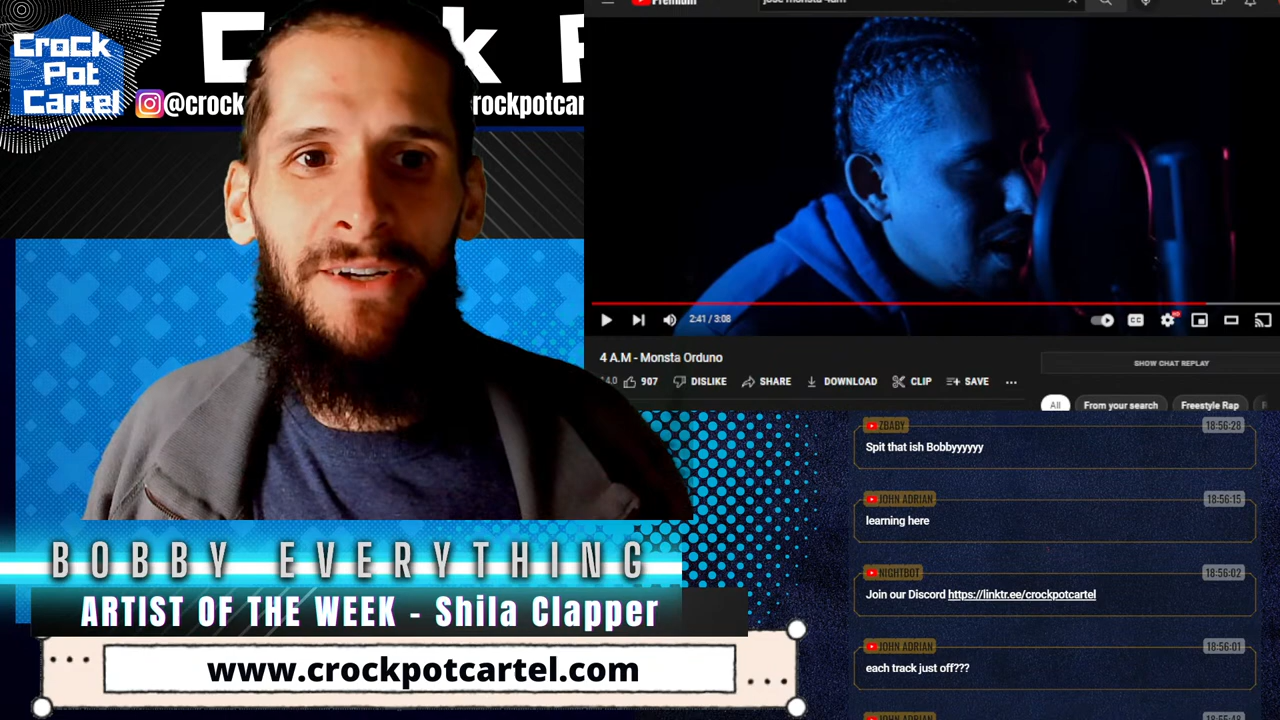 Crock
Pot
Cartel
@crock
crockpotcar
Premium
2:41 / 3:08
4 A.M - Monsta Orduno
907
DISLIKE
SHARE
DOWNLOAD
CLIP
SAVE
SHOW CHAT REPLAY
All
From your search
Freestyle Rap
ZBABY
18:56:28
Spit that ish Bobbyyyyyy
JOHN ADRIAN
18:56:15
learning here
NIGHTBOT
18:56:02
Join our Discord https://linktr.ee/crockpotcartel
JOHN ADRIAN
18:56:01
each track just off???
BOBBY EVERYTHING
ARTIST OF THE WEEK - Shila Clapper
www.crockpotcartel.com